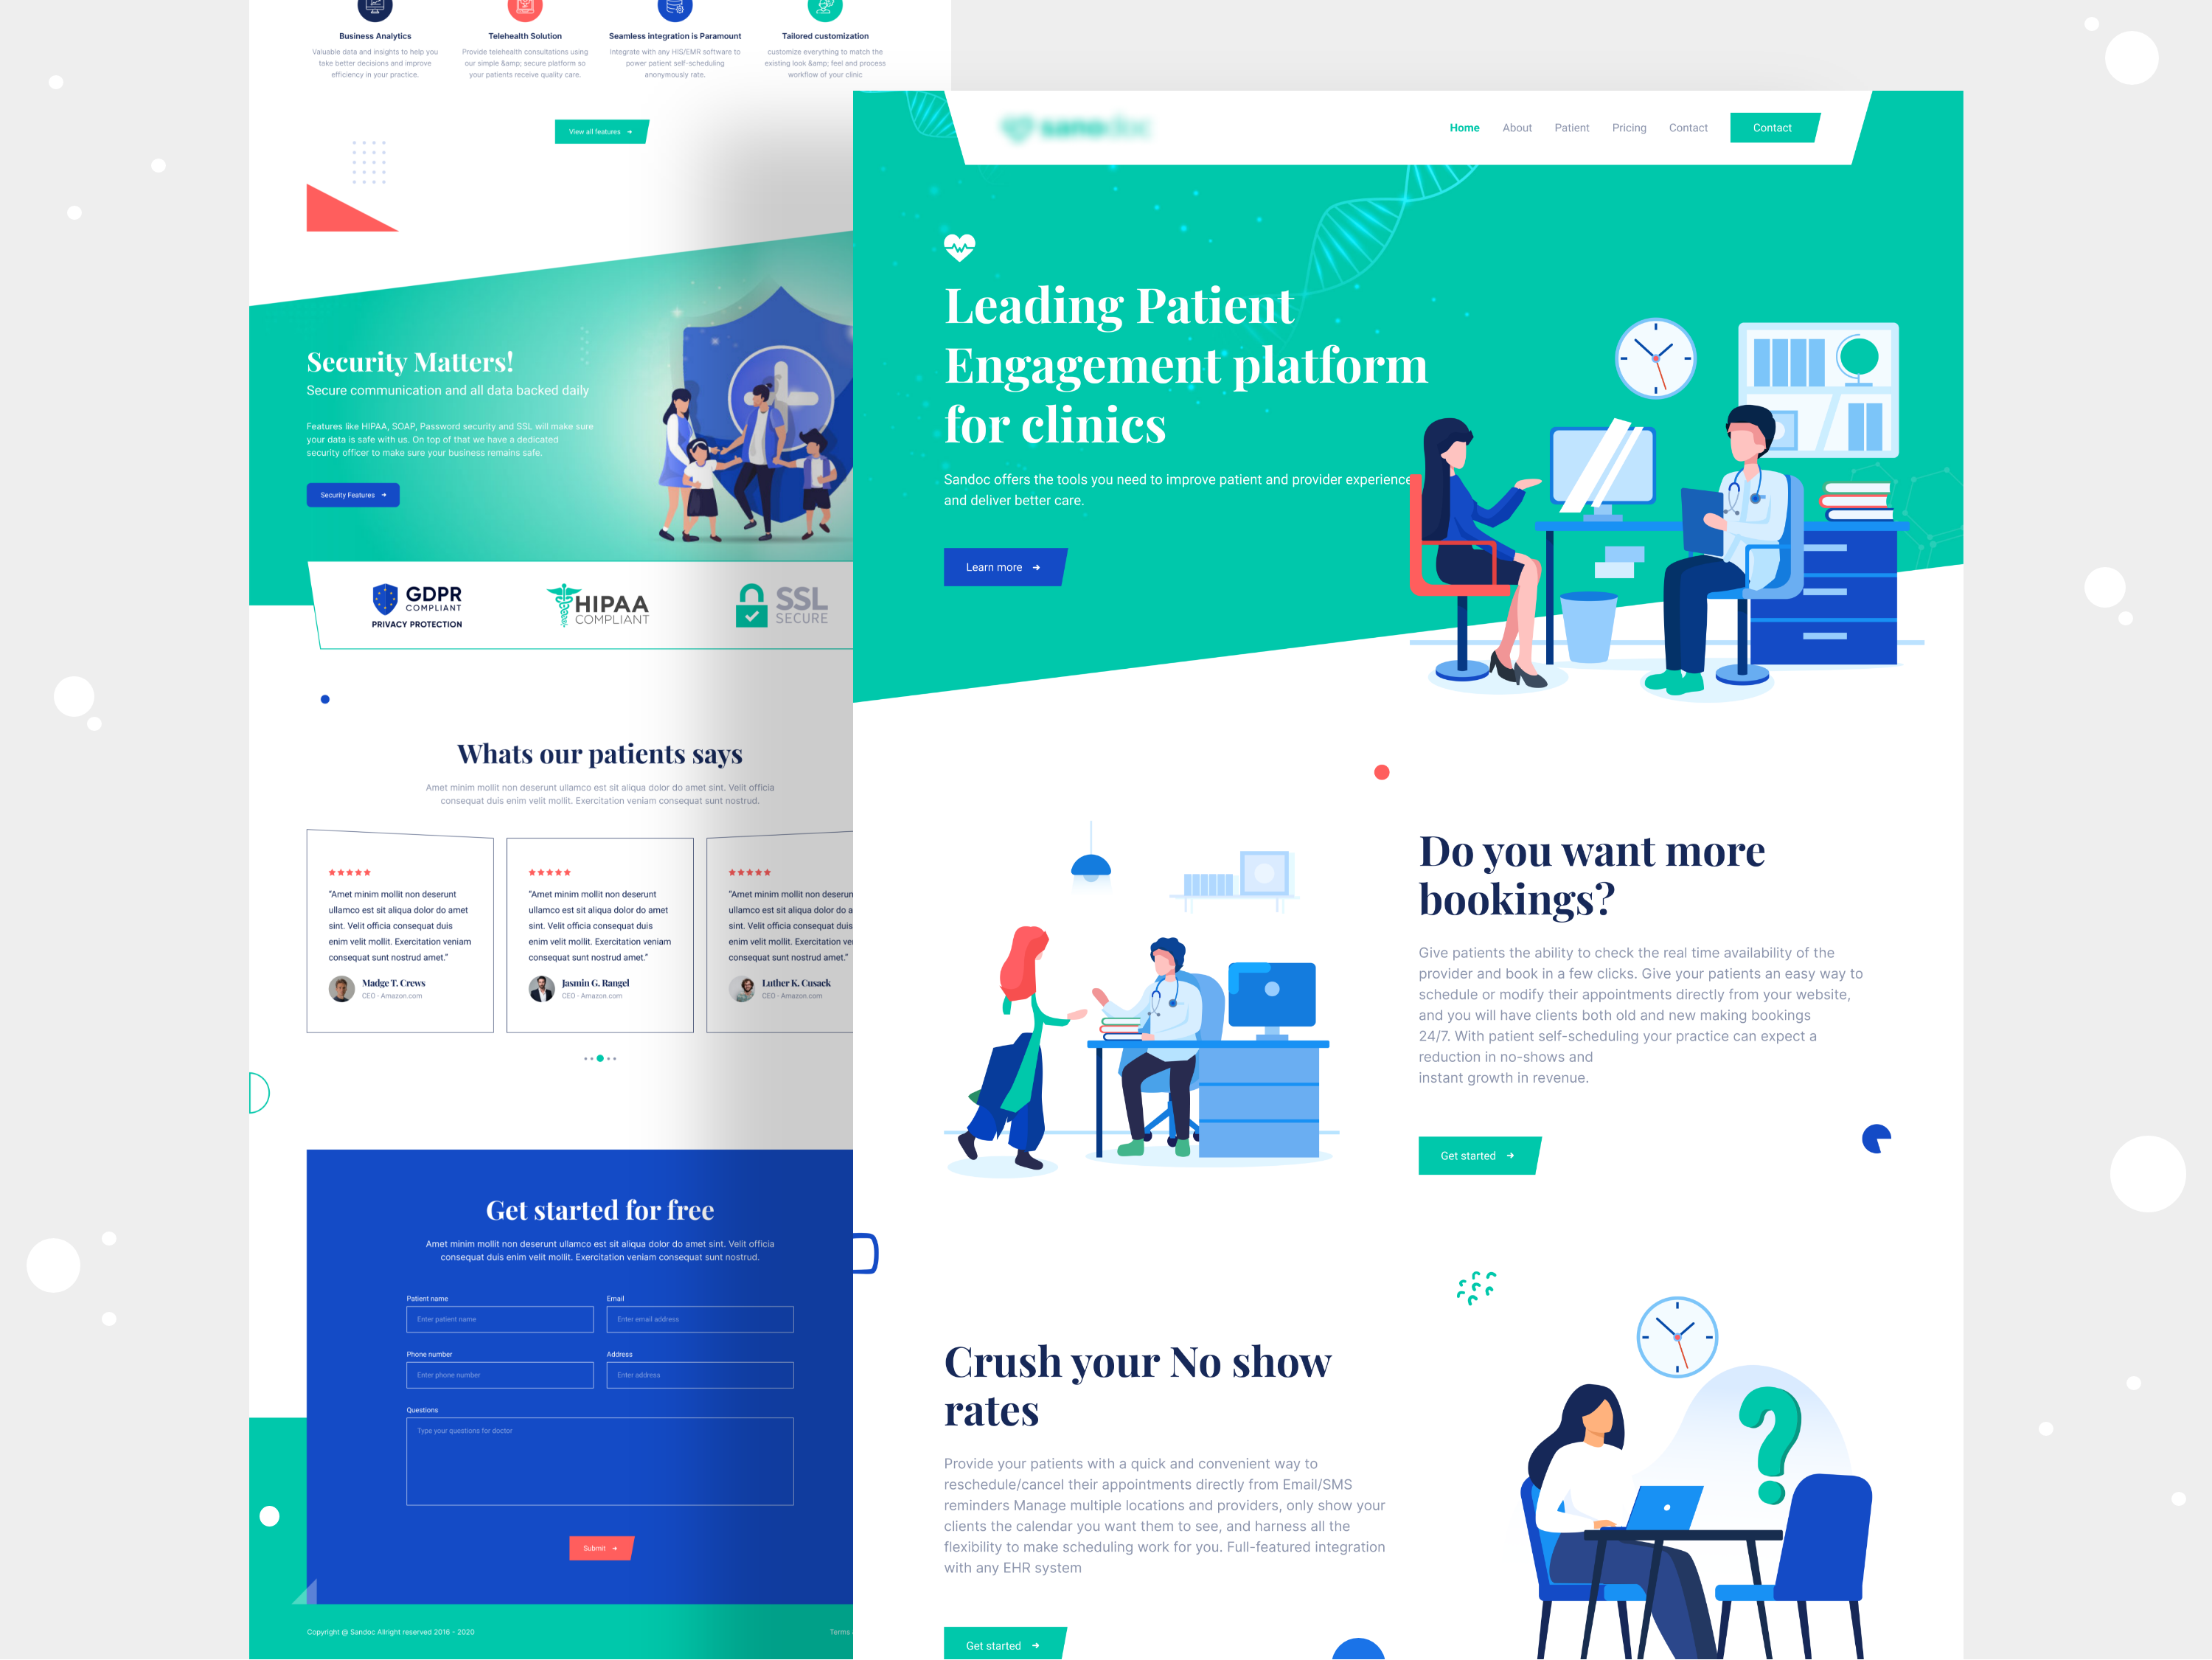 Business Analytics
Valuable data and insights to help you
take better decisions and improve
efficiency in your practice.
Telehealth Solution
Provide telehealth consultations using
our simple &amp; secure platform so
your patients receive quality care.
Seamless integration is Paramount
Integrate with any HIS/EMR software to
power patient self-scheduling
anonymously rate.
Tailored customization
customize everything to match the
existing look &amp; feel and process
workflow of your clinic
View all features
Security Matters!
Secure communication and all data backed daily
Features like HIPAA, SOAP, Password security and SSL will make sure
your data is safe with us. On top of that we have a dedicated
security officer to make sure your business remains safe.
Security Features
GDPR
COMPLIANT
PRIVACY PROTECTION
HIPAA
COMPLIANT
SSL
SECURE
Whats our patients says
Amet minim mollit non deserunt ullamco est sit aliqua dolor do amet sint. Velit officia
consequat duis enim velit mollit. Exercitation veniam consequat sunt nostrud.
"Amet minim mollit non deserunt
ullamco est sit aliqua dolor do amet
sint. Velit officia consequat duis
enim velit mollit. Exercitation veniam
consequat sunt nostrud amet."
Madge T. Crews
CEO - Amazon.com
"Amet minim mollit non deserunt
ullamco est sit aliqua dolor do amet
sint. Velit officia consequat duis
enim velit mollit. Exercitation veniam
consequat sunt nostrud amet."
Jasmin G. Rangel
CEO - Amazon.com
"Amet minim mollit non deserun
ullamco est sit aliqua dolor do a
sint. Velit officia consequat duis
enim velit mollit. Exercitation ve
consequat sunt nostrud amet."
Luther K. Cusack
CEO - Amazon.com
Get started for free
Amet minim mollit non deserunt ullamco est sit aliqua dolor do amet sint. Velit officia
consequat duis enim velit mollit. Exercitation veniam consequat sunt nostrud.
Patient name
Enter patient name
Email
Enter email address
Phone number
Enter phone number
Address
Enter address
Questions
Type your questions for doctor
Submit
Copyright @ Sandoc Allright reserved 2016 - 2020
Terms
sanodoc
Home
About
Patient
Pricing
Contact
Contact
Leading Patient
Engagement platform
for clinics
Sandoc offers the tools you need to improve patient and provider experience
and deliver better care.
Learn more
Do you want more
bookings?
Give patients the ability to check the real time availability of the
provider and book in a few clicks. Give your patients an easy way to
schedule or modify their appointments directly from your website,
and you will have clients both old and new making bookings
24/7. With patient self-scheduling your practice can expect a
reduction in no-shows and
instant growth in revenue.
Get started
Crush your No show
rates
Provide your patients with a quick and convenient way to
reschedule/cancel their appointments directly from Email/SMS
reminders Manage multiple locations and providers, only show your
clients the calendar you want them to see, and harness all the
flexibility to make scheduling work for you. Full-featured integration
with any EHR system
Get started